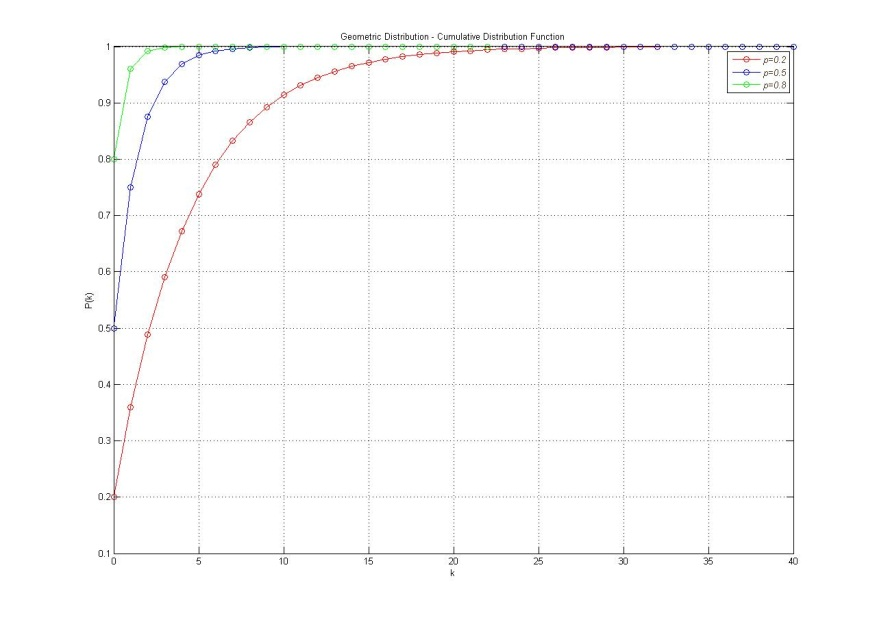 Geometric Distribution - Cumulative Distribution Function
1
p=0.2
p=0.5
p=0.8
0.9
0.8
0.7
0.6
P(k)
0.5
0.4
0.3
0.2
0.1
0 5 10 15 20 25 30 35 40
k